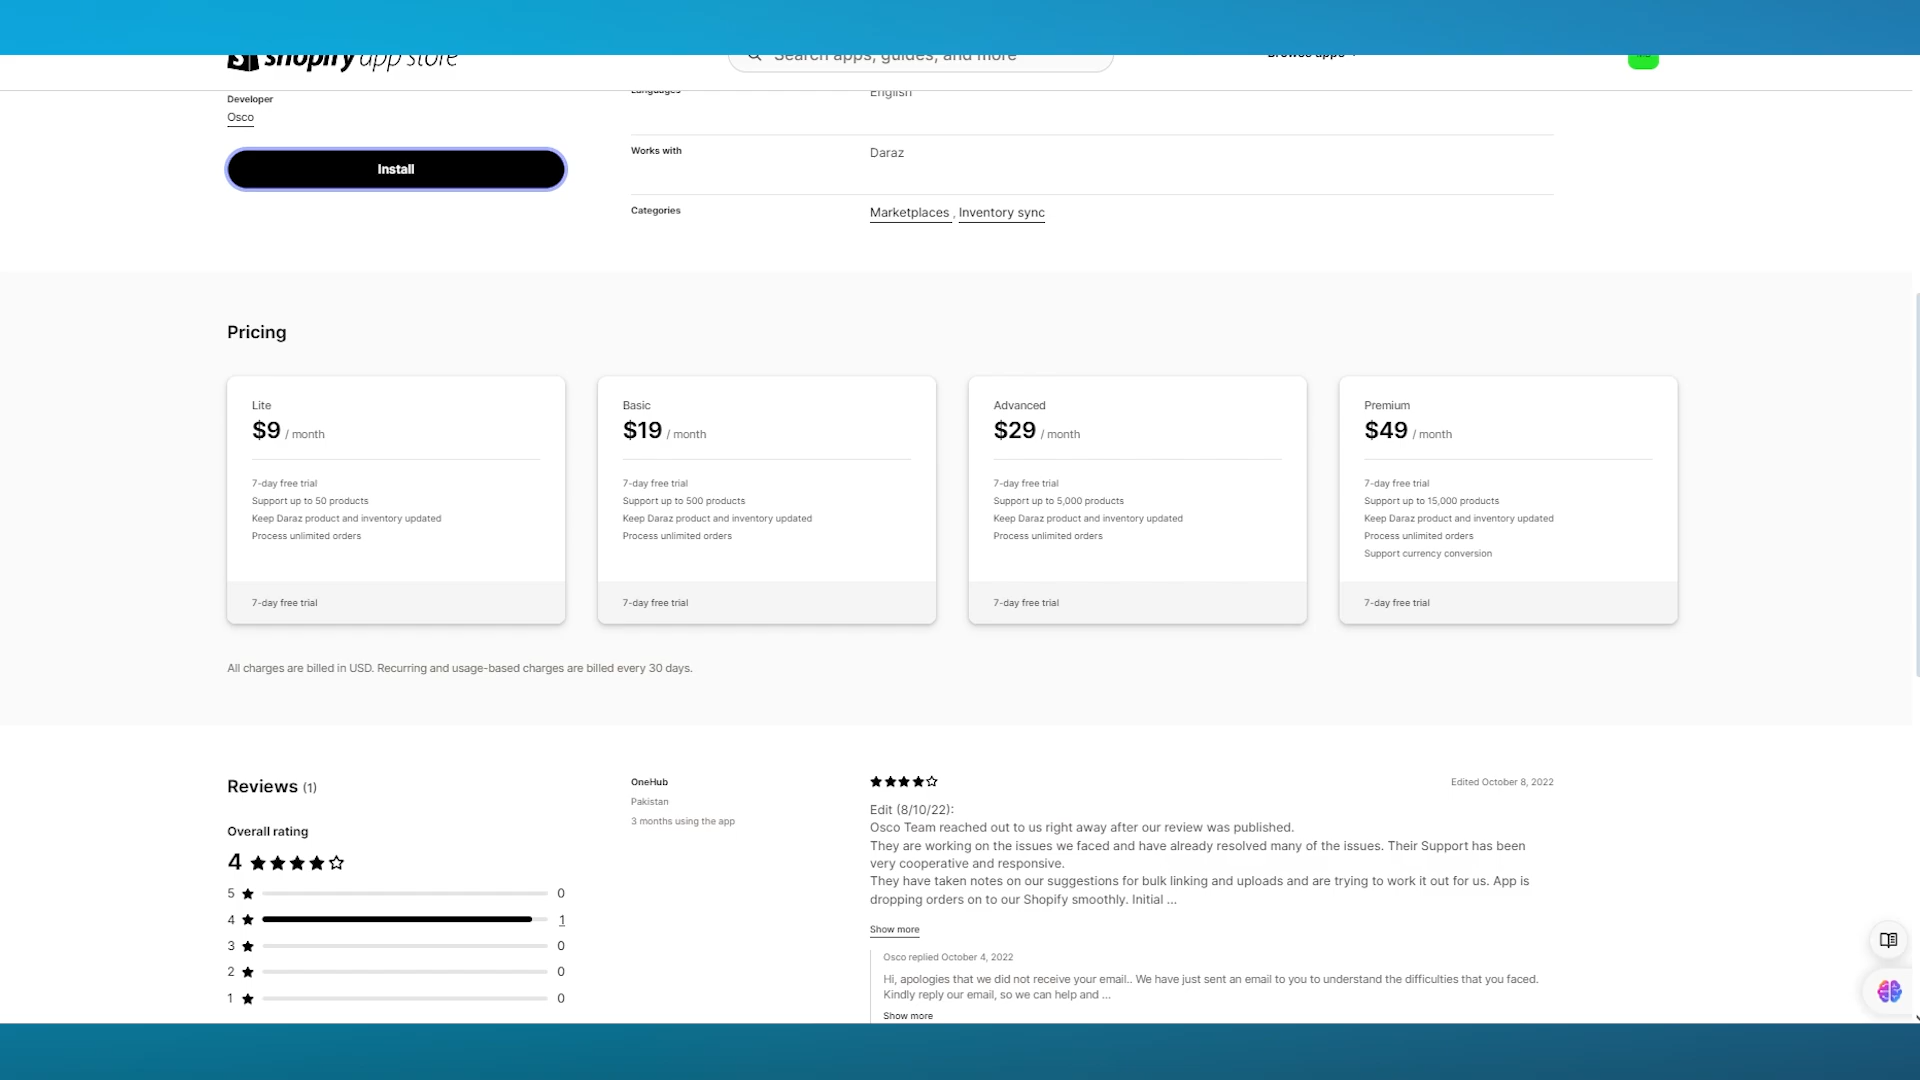 shopify app store
Search apps, guides, and more
Browse apps
Developer
Osco
Install
Languages
English
Works with
Daraz
Categories
Marketplaces , Inventory sync
Pricing
Lite
$9 / month
7-day free trial
Support up to 50 products
Keep Daraz product and inventory updated
Process unlimited orders
7-day free trial
Basic
$19 / month
7-day free trial
Support up to 500 products
Keep Daraz product and inventory updated
Process unlimited orders
7-day free trial
Advanced
$29 / month
7-day free trial
Support up to 5,000 products
Keep Daraz product and inventory updated
Process unlimited orders
7-day free trial
Premium
$49 / month
7-day free trial
Support up to 15,000 products
Keep Daraz product and inventory updated
Process unlimited orders
Support currency conversion
7-day free trial
All charges are billed in USD. Recurring and usage-based charges are billed every 30 days.
Reviews (1)
Overall rating
4
5 0
4 1
3 0
2 0
1 0
OneHub
Pakistan
3 months using the app
Edited October 8, 2022
Edit (8/10/22):
Osco Team reached out to us right away after our review was published.
They are working on the issues we faced and have already resolved many of the issues. Their Support has been
very cooperative and responsive.
They have taken notes on our suggestions for bulk linking and uploads and are trying to work it out for us. App is
dropping orders on to our Shopify smoothly. Initial ...
Show more
Osco replied October 4, 2022
Hi, apologies that we did not receive your email.. We have just sent an email to you to understand the difficulties that you faced.
Kindly reply our email, so we can help and ...
Show more